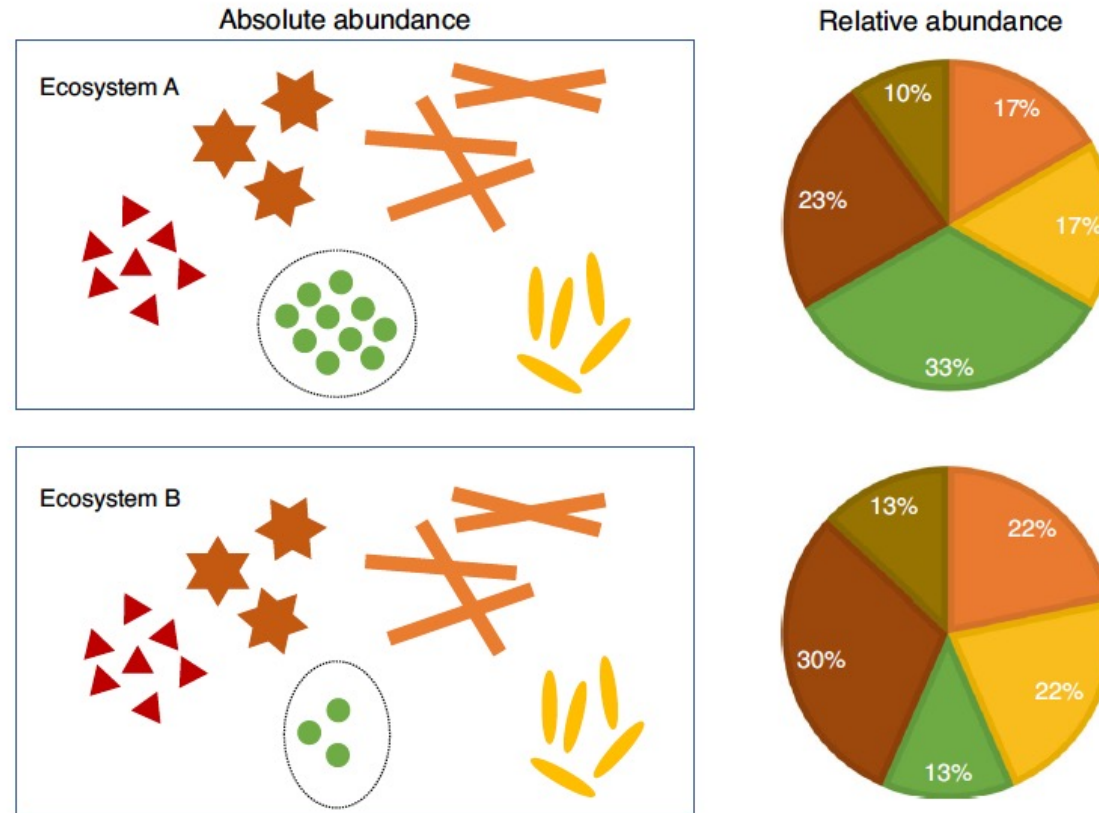 Absolute abundance
Relative abundance
Ecosystem A
10%
17%
23%
17%
33%
Ecosystem B
13%
22%
30%
22%
13%